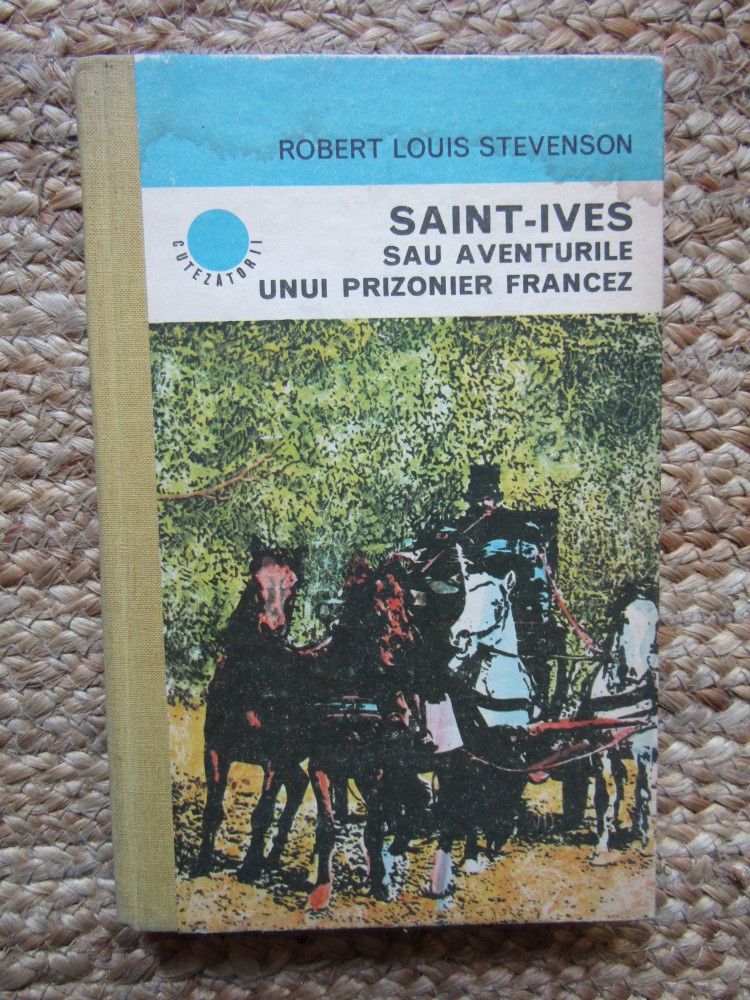 ROBERT LOUIS STEVENSON
SAINT-IVES
SAU AVENTURILE
UNUI PRIZONIER FRANCEZ
CUTEZĂTORII